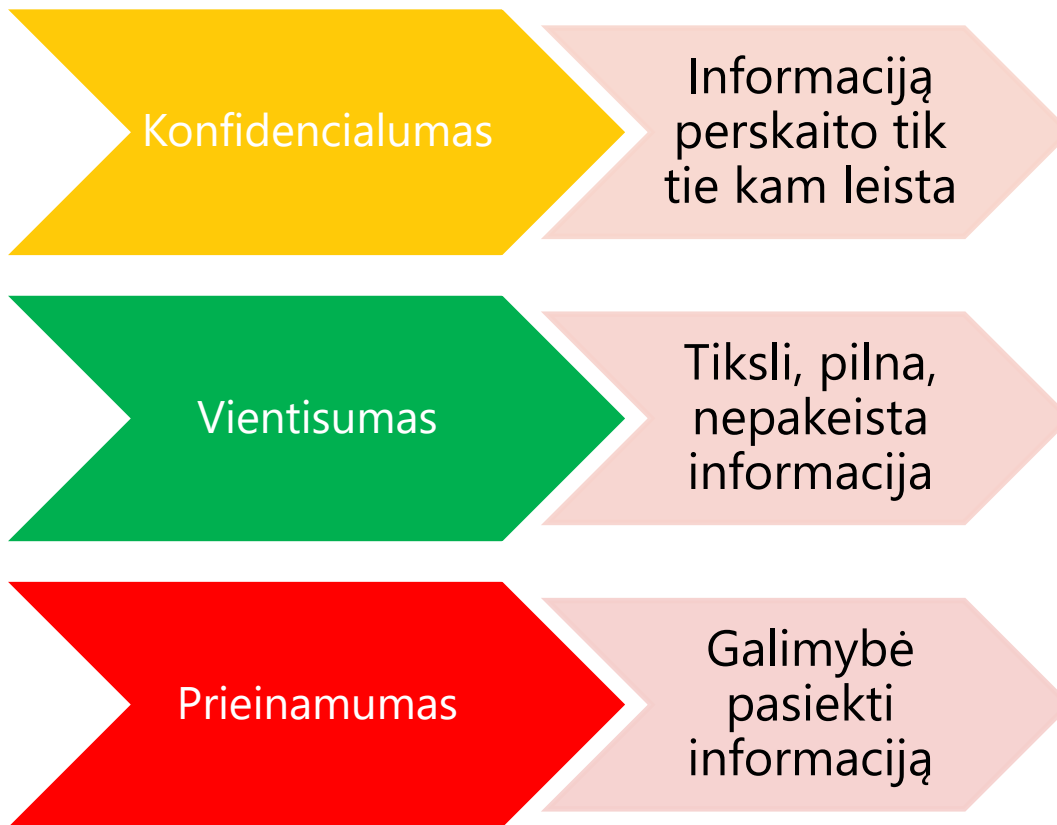 Konfidencialumas
Informaciją
perskaito tik
tie kam leista
Vientisumas
Tiksli, pilna,
nepakeista
informacija
Prieinamumas
Galimybė
pasiekti
informaciją